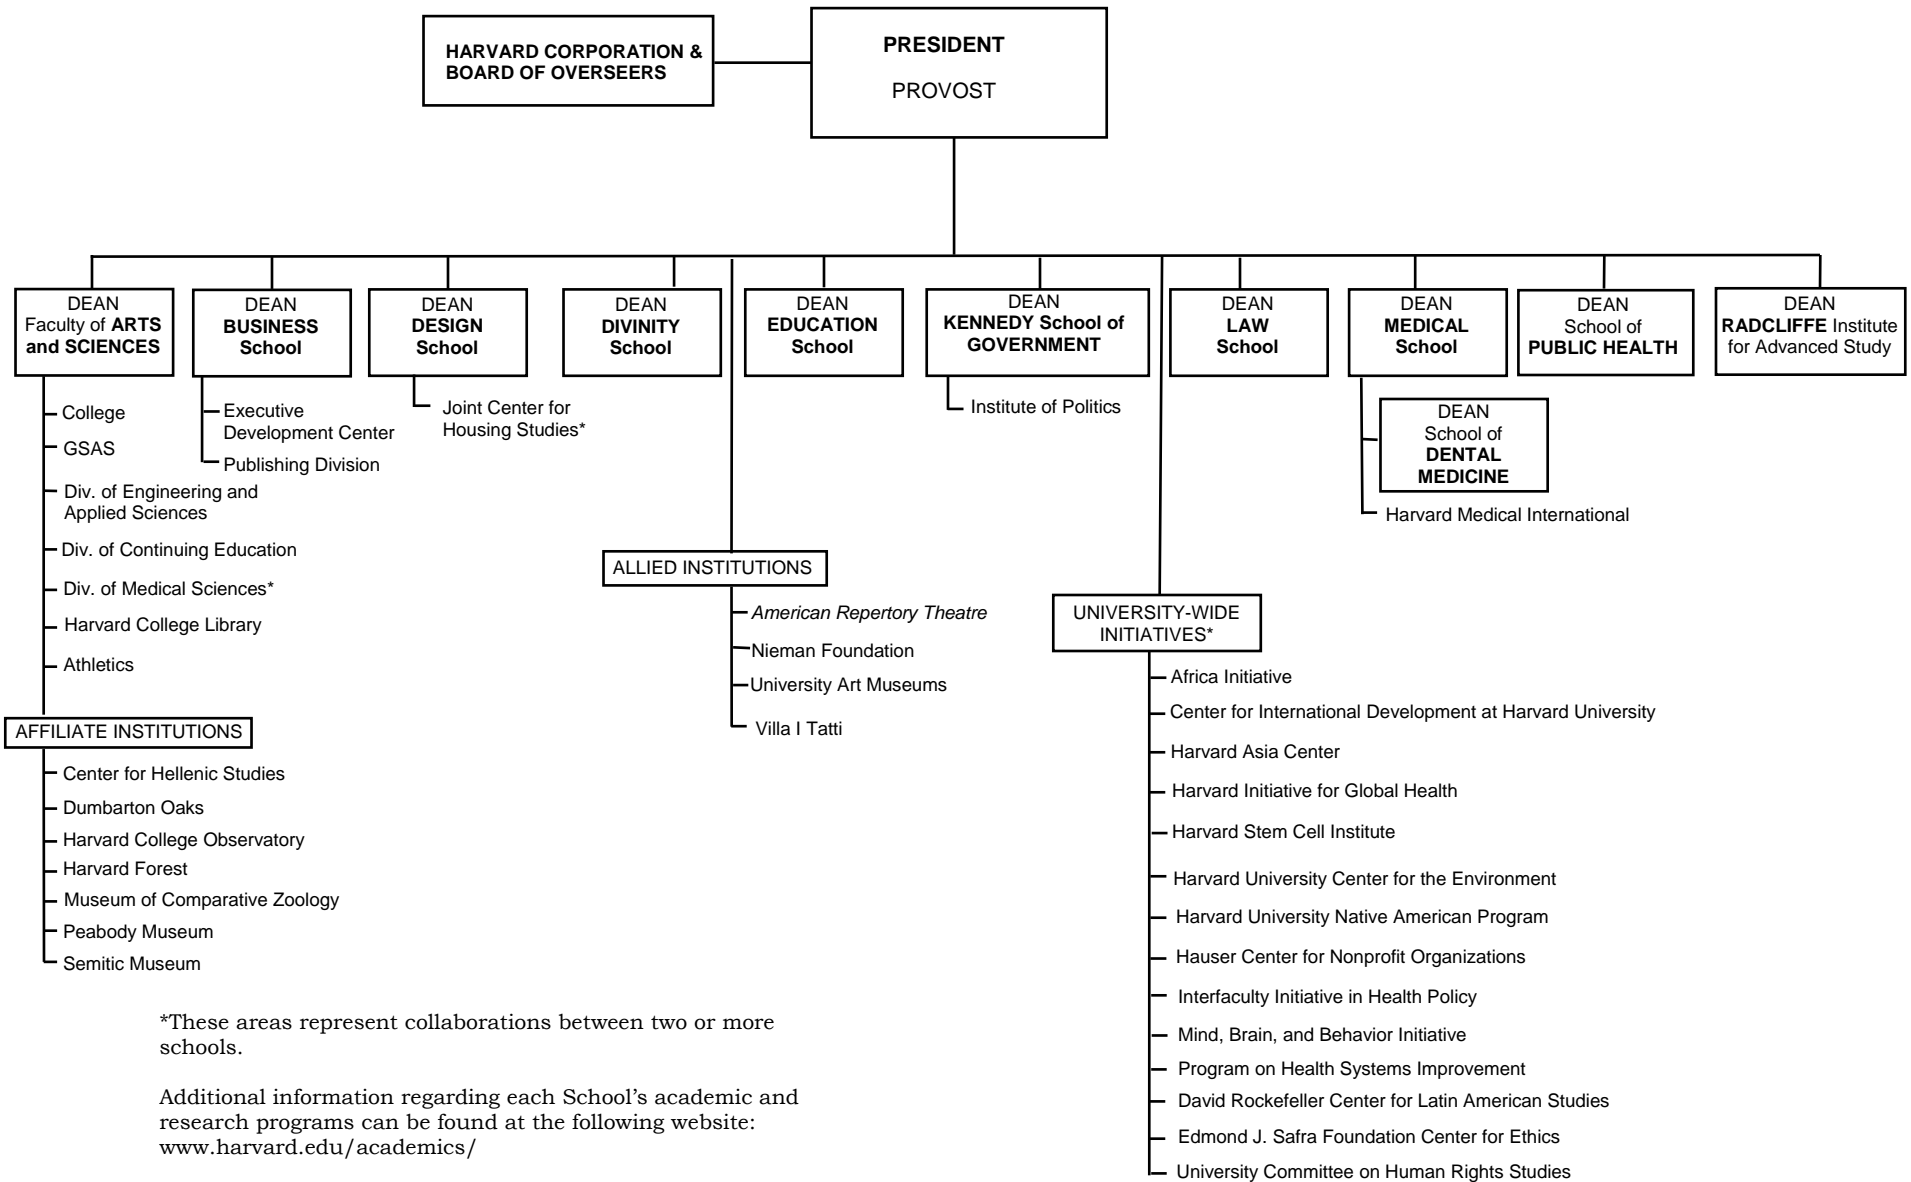 HARVARD CORPORATION &
BOARD OF OVERSEERS
PRESIDENT
PROVOST
DEAN
Faculty of ARTS
and SCIENCES
DEAN
BUSINESS
School
DEAN
DESIGN
School
DEAN
DIVINITY
School
DEAN
EDUCATION
School
DEAN
KENNEDY School of
GOVERNMENT
DEAN
LAW
School
DEAN
MEDICAL
School
DEAN
School of
PUBLIC HEALTH
DEAN
RADCLIFFE Institute
for Advanced Study
College
GSAS
Div. of Engineering and
Applied Sciences
Div. of Continuing Education
Div. of Medical Sciences*
Harvard College Library
Athletics
AFFILIATE INSTITUTIONS
Center for Hellenic Studies
Dumbarton Oaks
Harvard College Observatory
Harvard Forest
Museum of Comparative Zoology
Peabody Museum
Semitic Museum
Executive
Development Center
Publishing Division
Joint Center for
Housing Studies*
ALLIED INSTITUTIONS
American Repertory Theatre
Nieman Foundation
University Art Museums
Villa I Tatti
Institute of Politics
UNIVERSITY-WIDE
INITIATIVES*
Africa Initiative
Center for International Development at Harvard University
Harvard Asia Center
Harvard Initiative for Global Health
Harvard Stem Cell Institute
Harvard University Center for the Environment
Harvard University Native American Program
Hauser Center for Nonprofit Organizations
Interfaculty Initiative in Health Policy
Mind, Brain, and Behavior Initiative
Program on Health Systems Improvement
David Rockefeller Center for Latin American Studies
Edmond J. Safra Foundation Center for Ethics
University Committee on Human Rights Studies
DEAN
School of
DENTAL
MEDICINE
Harvard Medical International
*These areas represent collaborations between two or more
schools.
Additional information regarding each School’s academic and
research programs can be found at the following website:
www.harvard.edu/academics/